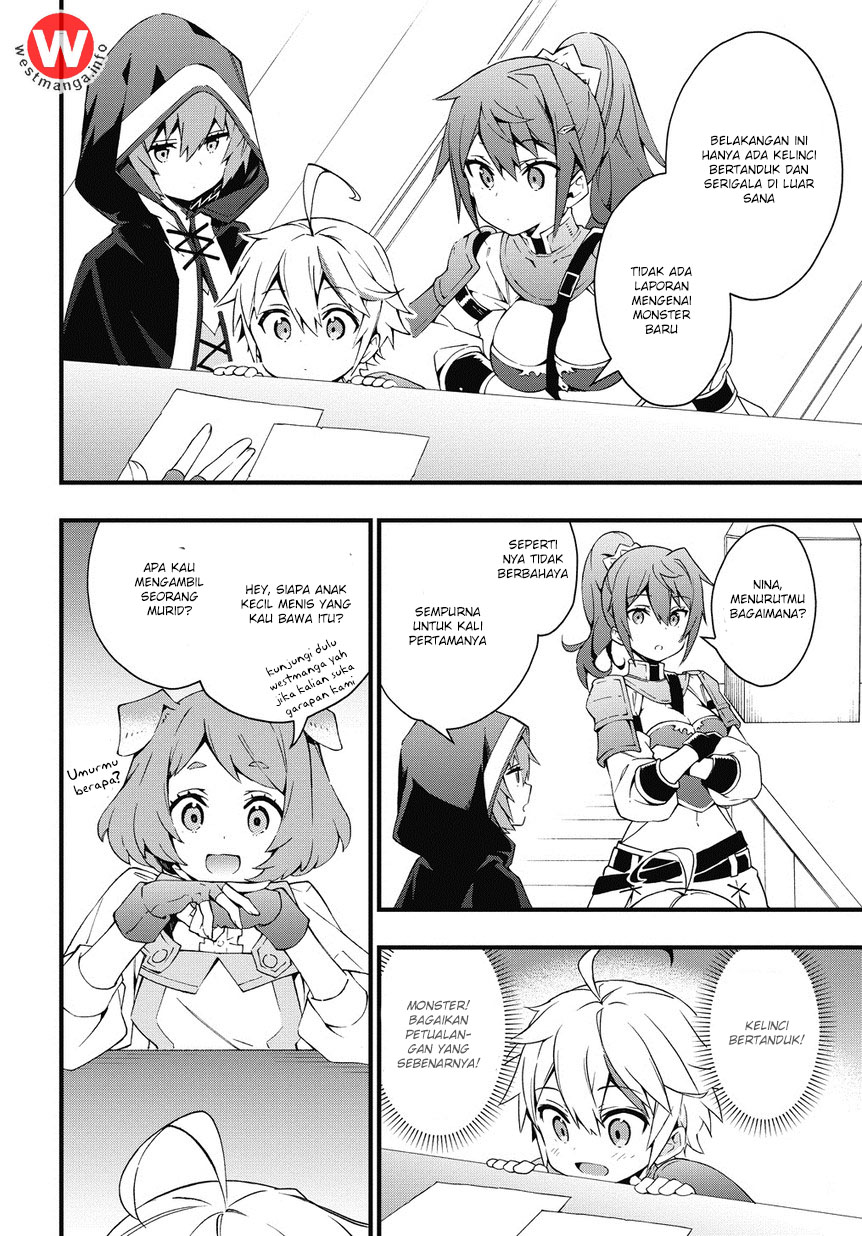 W
westmanga.info
BELAKANGAN INI
HANYA ADA KELINCI
BERTANDUK DAN
SERIGALA DI LUAR
SANA
TIDAK ADA
LAPORAN
MENGENAI
MONSTER
BARU
NINA,
MENURUTMU
BAGAIMANA?
SEPERTI
NYA TIDAK
BERBAHAYA
SEMPURNA
UNTUK KALI
PERTAMANYA
KELINCI
BERTANDUK!
MONSTER!
BAGAIKAN
PETUALAN-
GAN YANG
SEBENARNYA!
HEY, SIAPA ANAK
KECIL MENIS YANG
KAU BAWA ITU?
APA KAU
MENGAMBIL
SEORANG
MURID?
kunjungi dulu
westmanga yah
jika kalian suka
garapan kami
Umurmu
berapa?